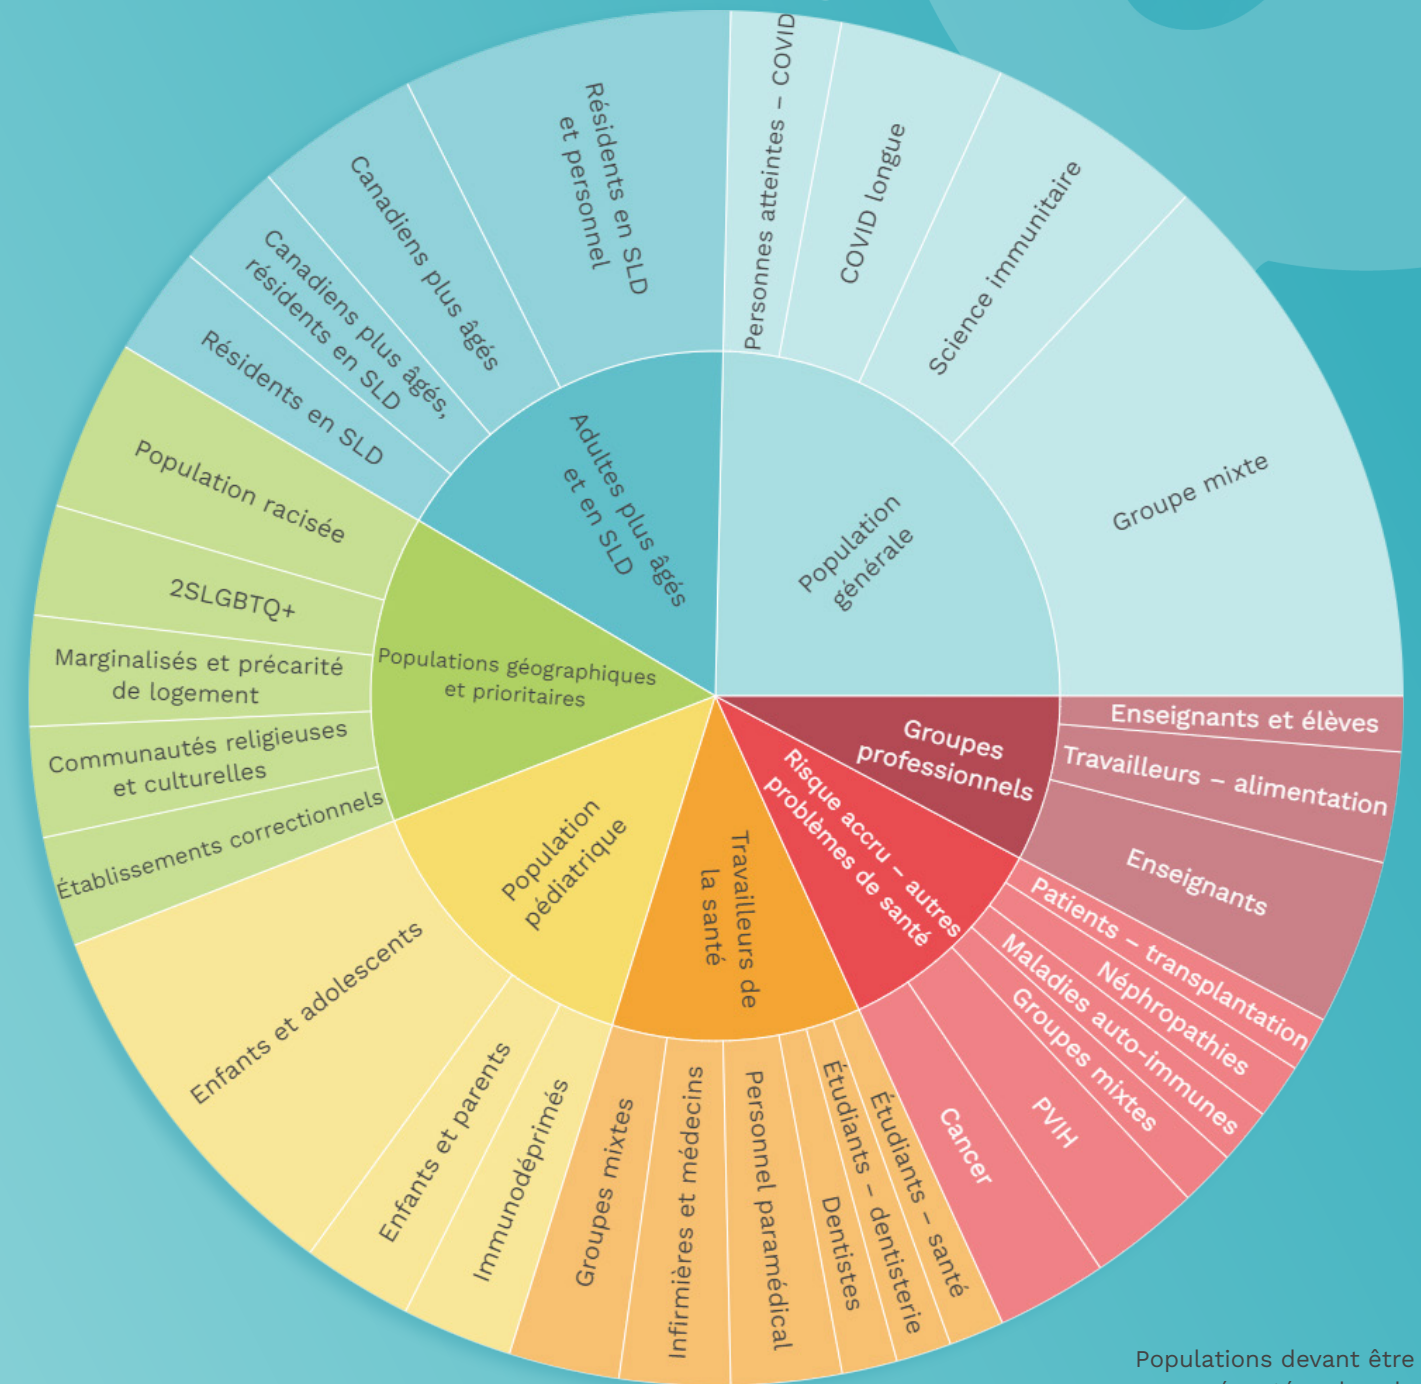 Personnes atteintes – COVID
COVID longue
Science immunitaire
Groupe mixte
Population
générale
Enseignants et élèves
Travailleurs – alimentation
Enseignants
Groupes
professionnels
Patients – transplantation
Néphropathies
Maladies auto-immunes
Groupes mixtes
PVIH
Cancer
Risque accru – autres
problèmes de santé
Étudiants – santé
Étudiants – dentisterie
Dentistes
Personnel paramédical
Infirmières et médecins
Groupes mixtes
Travailleurs de
la santé
Immunodéprimés
Enfants et parents
Enfants et adolescents
Population
pédiatrique
Établissements correctionnels
Communautés religieuses
et culturelles
Marginalisés et précarité
de logement
2SLGBTQ+
Population racisée
Populations géographiques
et prioritaires
Résidents en SLD
Canadiens plus âgés,
résidents en SLD
Canadiens plus âgés
Résidents en SLD
et personnel
Adultes plus âgés
et en SLD
Populations devant être